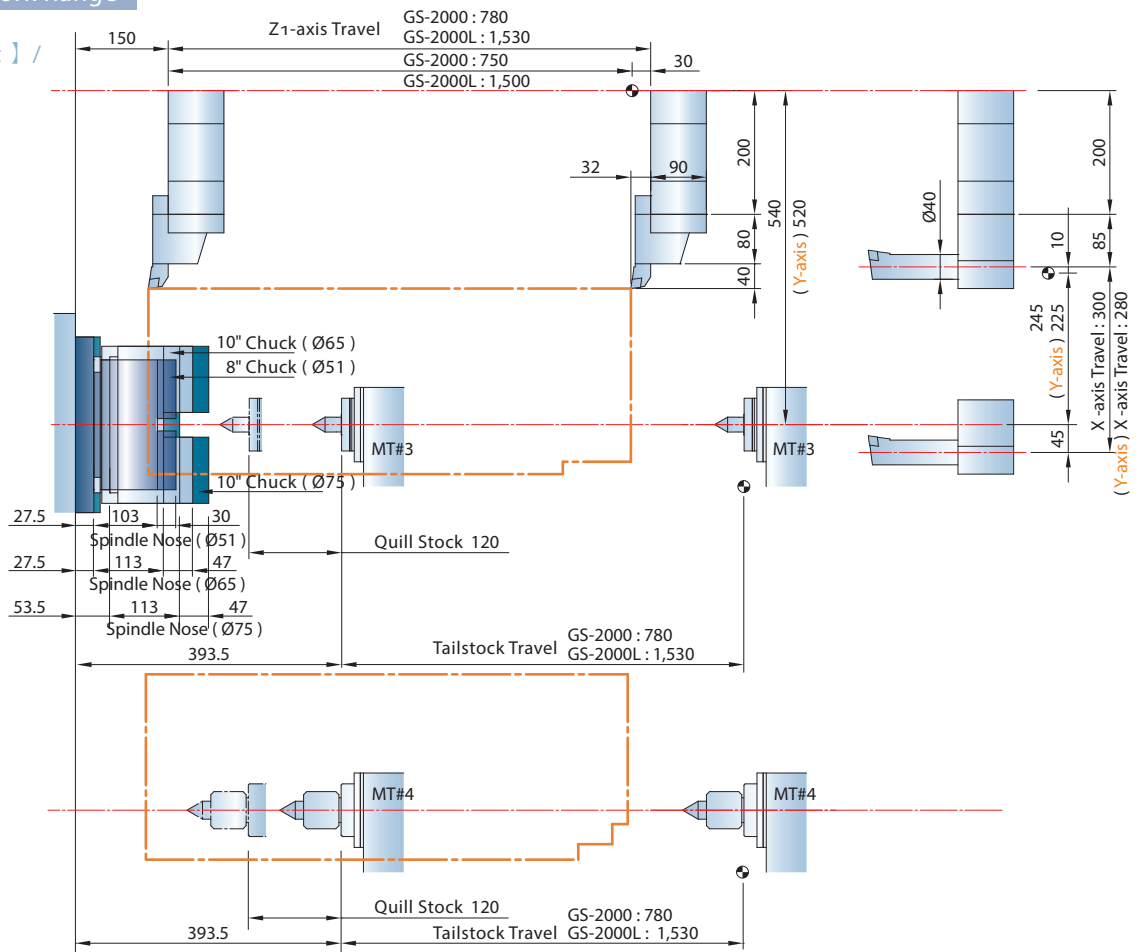 】 /
150
Z1-axis Travel
GS-2000 : 780
GS-2000L : 1,530
GS-2000 : 750
GS-2000L : 1,500
30
200
32
90
540
( Y-axis ) 520
80
40
Ø40
200
10
85
245
( Y-axis ) 225
45
X -axis Travel : 300
( Y-axis ) X -axis Travel : 280
10" Chuck ( Ø65 )
8" Chuck ( Ø51 )
MT#3
MT#3
10" Chuck ( Ø75 )
27.5
103
30
Spindle Nose ( Ø51 )
Quill Stock 120
27.5
113
47
Spindle Nose ( Ø65 )
53.5
113
47
Spindle Nose ( Ø75 )
393.5
Tailstock Travel
GS-2000 : 780
GS-2000L : 1,530
MT#4
MT#4
Quill Stock 120
393.5
Tailstock Travel
GS-2000 : 780
GS-2000L : 1,530